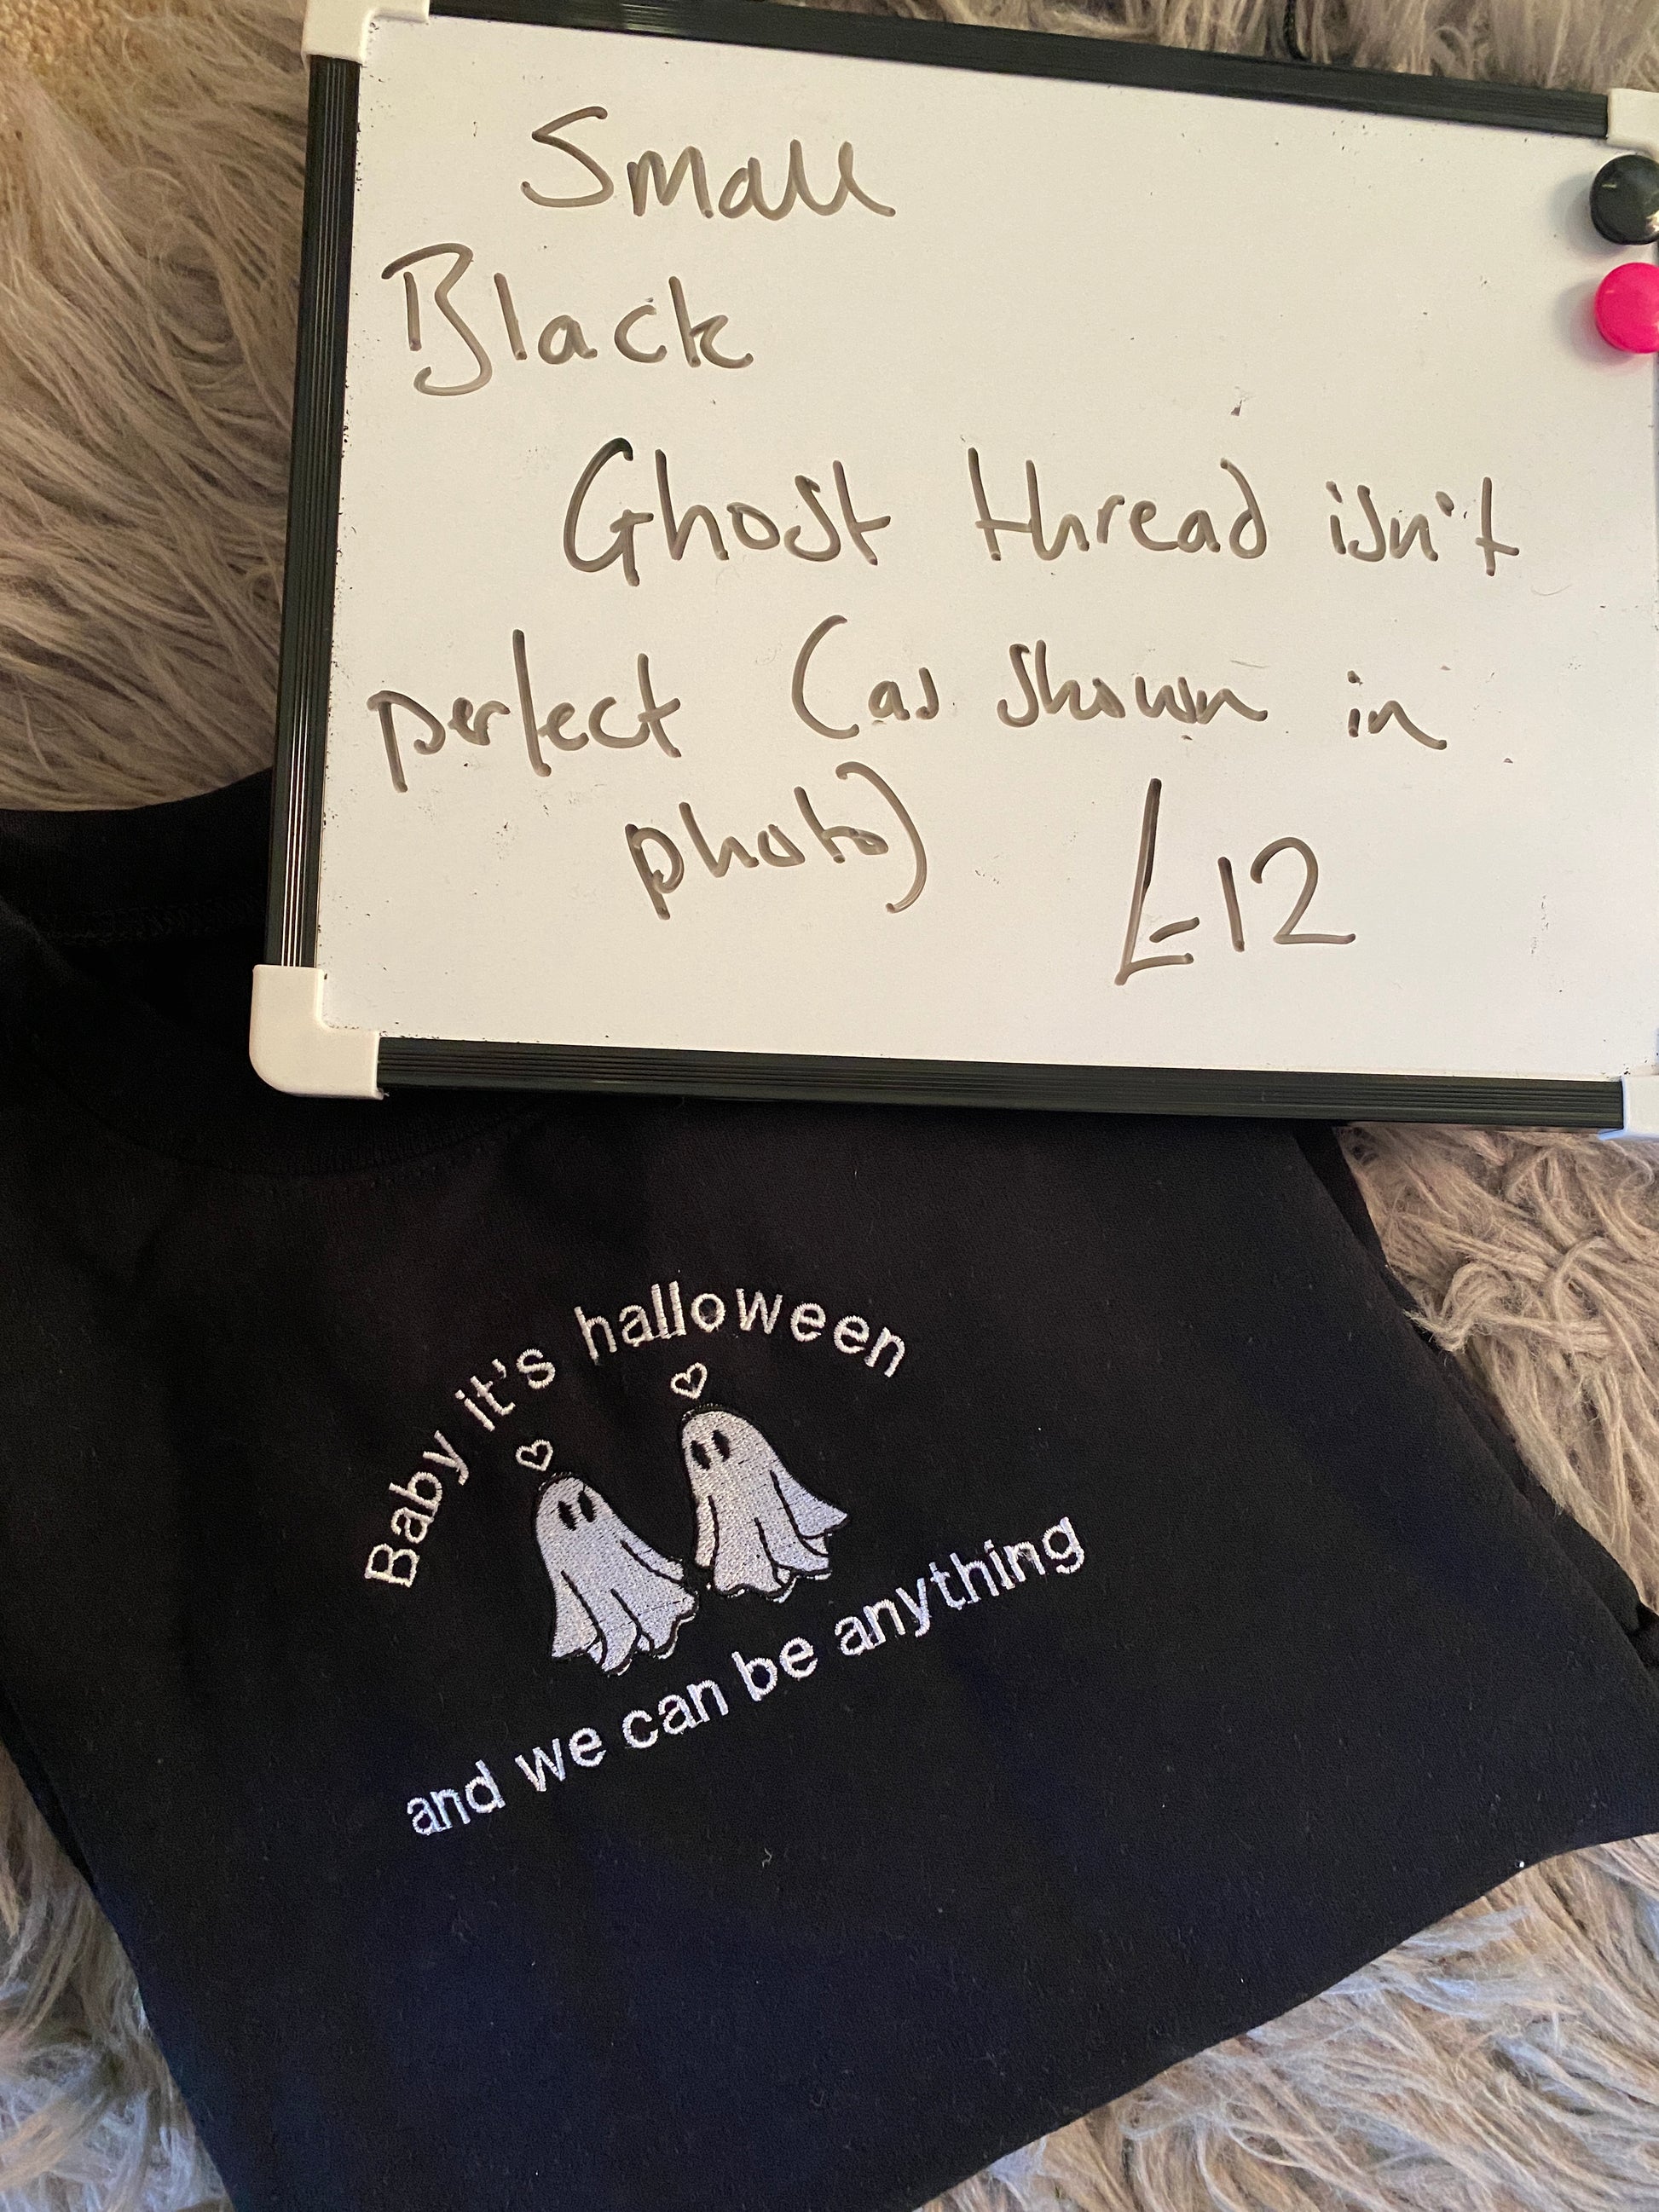 Small
Black
Ghost thread isn't
perfect (as shown in
photo) £12
Baby it's halloween
and we can be anything